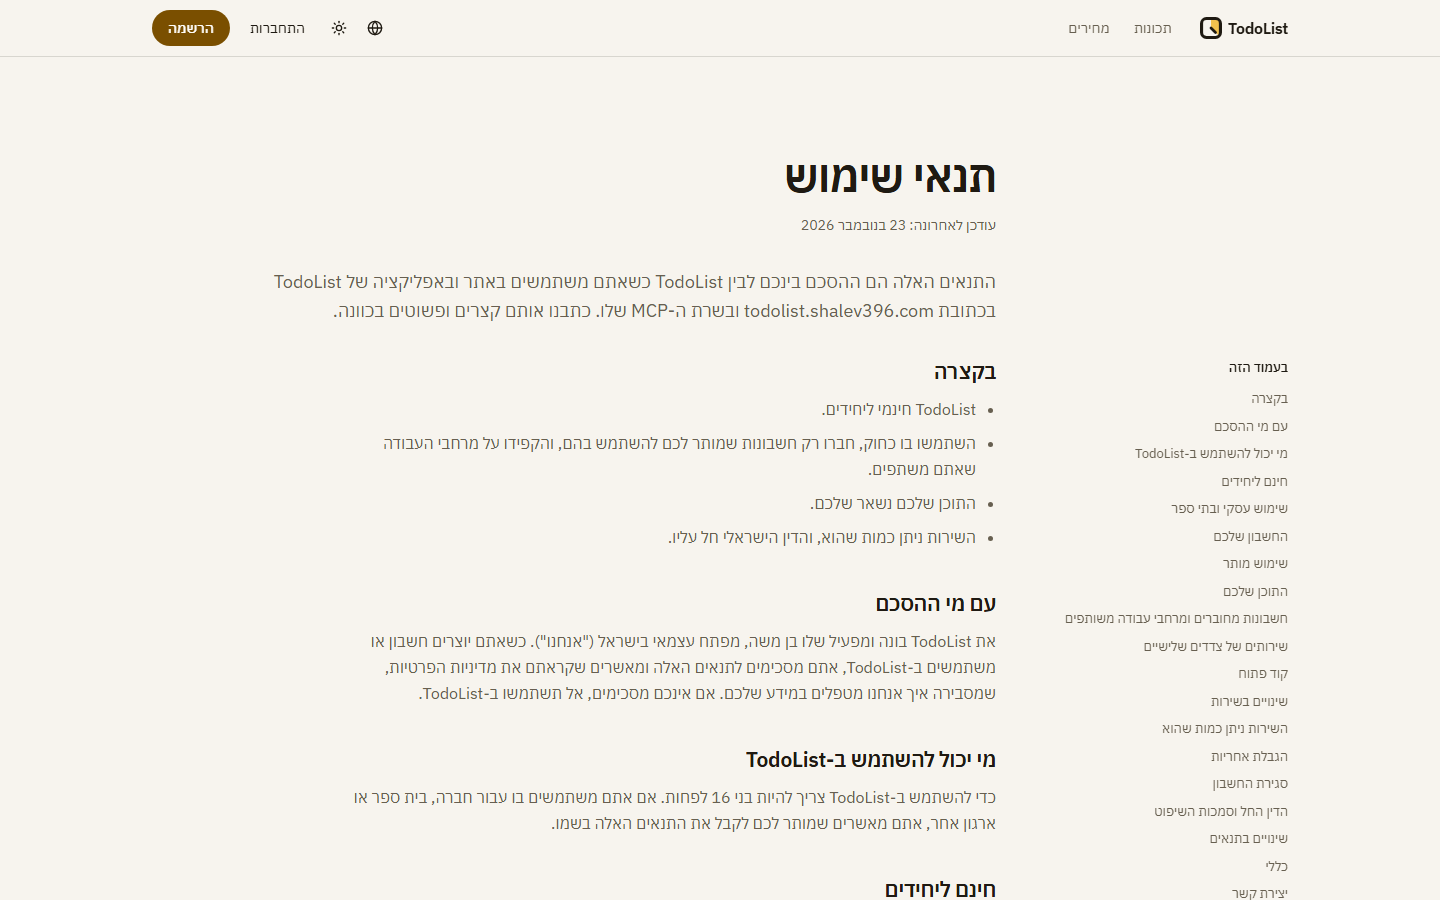 TodoList
תכונות
מחירים
התחברות
הרשמה
תנאי שימוש
עודכן לאחרונה: 23 בנובמבר 2026
התנאים האלה הם ההסכם ביניכם לבין TodoList כשאתם משתמשים באתר ובאפליקציה של TodoList
בכתובת todolist.shalev396.com ובשרת ה-MCP שלו. כתבנו אותם קצרים ופשוטים בכוונה.
בעמוד הזה
בקצרה
עם מי ההסכם
מי יכול להשתמש ב-TodoList
חינם ליחידים
שימוש עסקי ובתי ספר
החשבון שלכם
שימוש מותר
התוכן שלכם
חשבונות מחוברים ומרחבי עבודה משותפים
שירותים של צדדים שלישיים
קוד פתוח
שינויים בשירות
השירות ניתן כמות שהוא
הגבלת אחריות
סגירת החשבון
הדין החל וסמכות השיפוט
שינויים בתנאים
כללי
יצירת קשר
בקצרה
TodoList חינמי ליחידים.
השתמשו בו כחוק, חברו רק חשבונות שמותר לכם להשתמש בהם, והקפידו על מרחבי העבודה
שאתם משתפים.
התוכן שלכם נשאר שלכם.
השירות ניתן כמות שהוא, והדין הישראלי חל עליו.
עם מי ההסכם
את TodoList בונה ומפעיל שלו בן משה, מפתח עצמאי בישראל ("אנחנו"). כשאתם יוצרים חשבון או
משתמשים ב-TodoList, אתם מסכימים לתנאים האלה ומאשרים שקראתם את מדיניות הפרטיות,
שמסבירה איך אנחנו מטפלים במידע שלכם. אם אינכם מסכימים, אל תשתמשו ב-TodoList.
מי יכול להשתמש ב-TodoList
כדי להשתמש ב-TodoList צריך להיות בני 16 לפחות. אם אתם משתמשים בו עבור חברה, בית ספר או
ארגון אחר, אתם מאשרים שמותר לכם לקבל את התנאים האלה בשמו.
חינם ליחידים